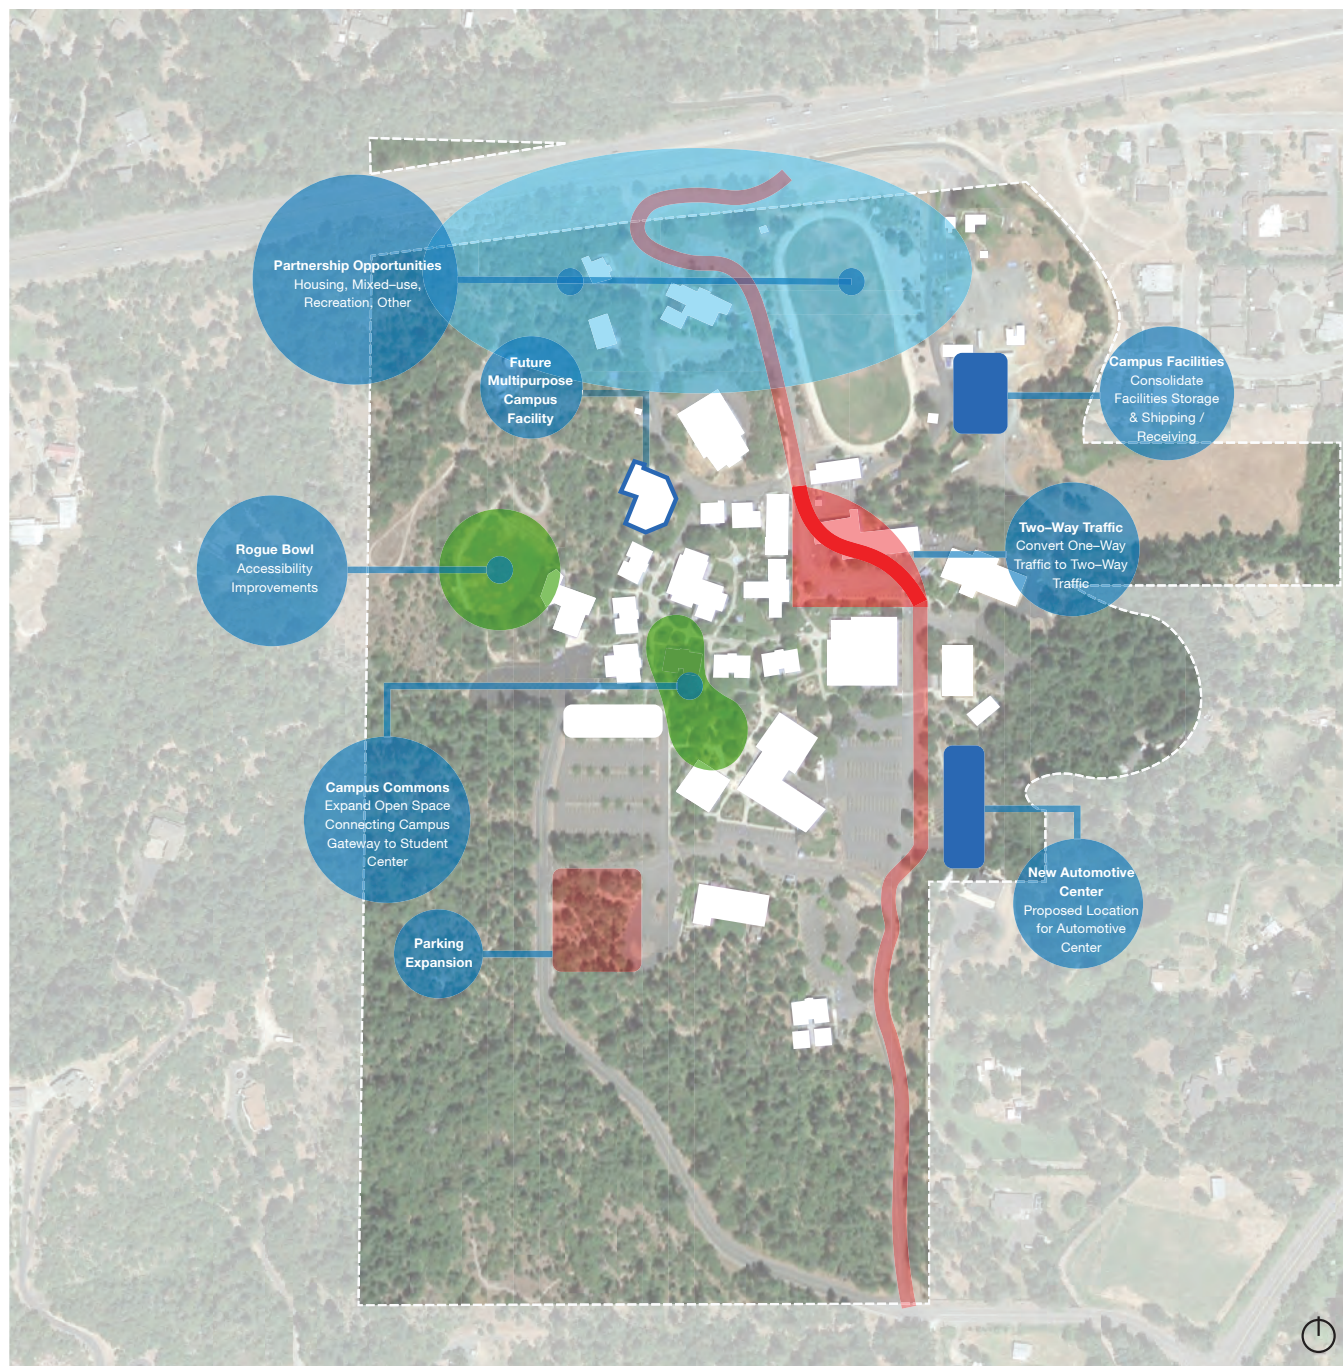 Partnership Opportunities
Housing, Mixed–use,
Recreation, Other
Future
Multipurpose
Campus
Facility
Campus Facilities
Consolidate
Facilities Storage
& Shipping /
Receiving
Two–Way Traffic
Convert One–Way
Traffic to Two–Way
Traffic
Rogue Bowl
Accessibility
Improvements
Campus Commons
Expand Open Space
Connecting Campus
Gateway to Student
Center
New Automotive
Center
Proposed Location
for Automotive
Center
Parking
Expansion